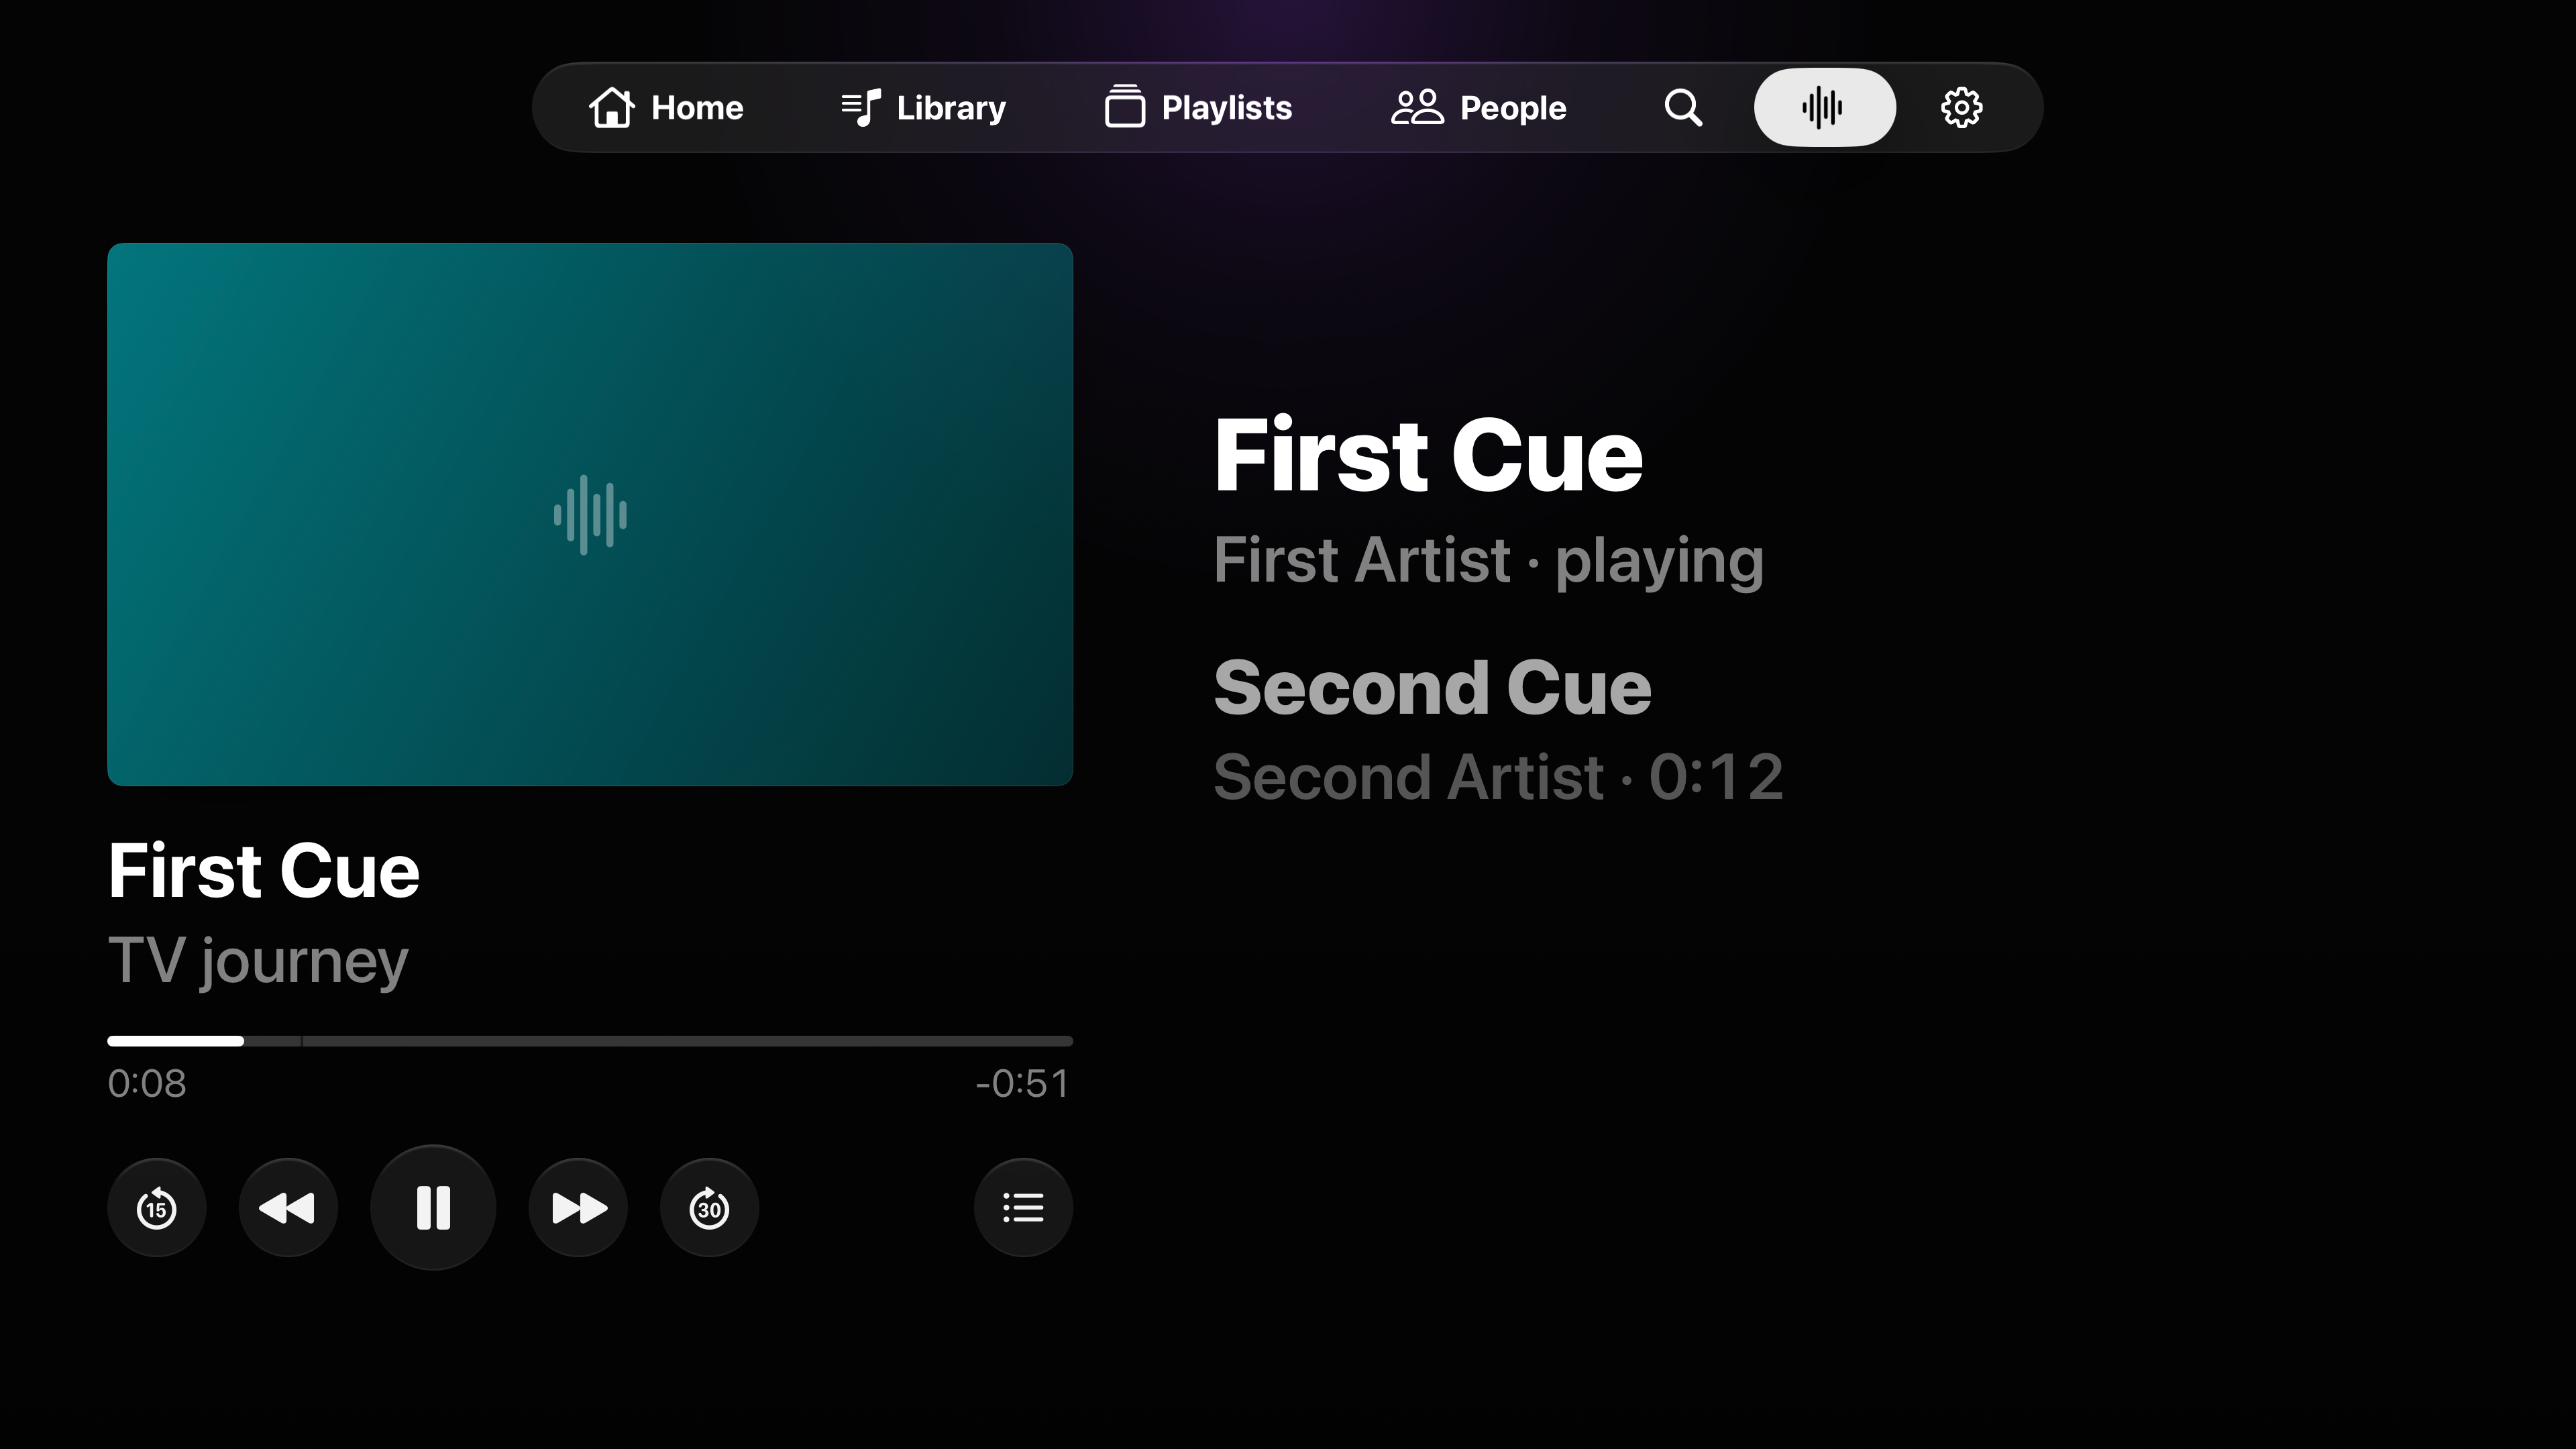 Home Library Playlists People
First Cue
First Artist · playing
Second Cue
Second Artist · 0:12
First Cue
TV journey
0:08 -0:51
15 30